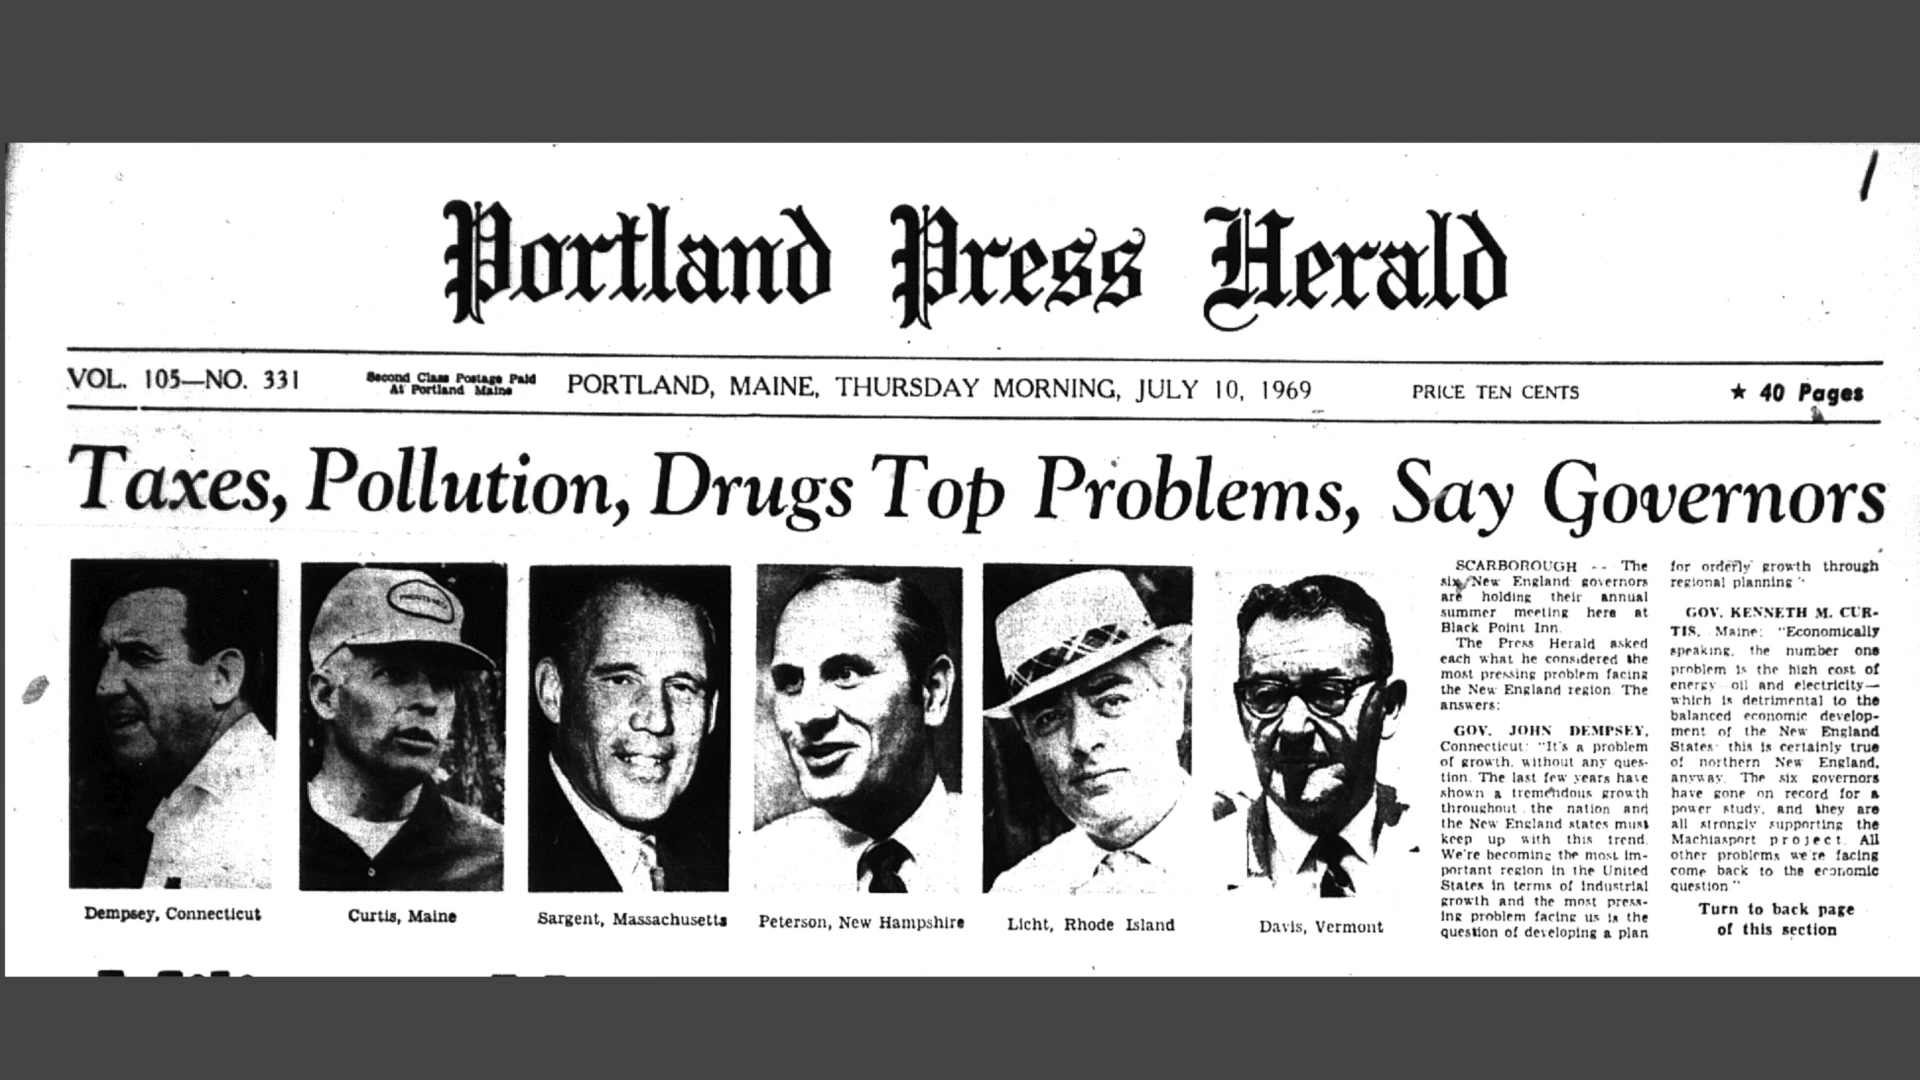 Portland Press Herald
VOL. 105—NO. 331
Second Class Postage Paid
At Portland Maine
PORTLAND, MAINE, THURSDAY MORNING, JULY 10, 1969
PRICE TEN CENTS
★ 40 Pages
Taxes, Pollution, Drugs Top Problems, Say Governors
Dempsey, Connecticut
Curtis, Maine
Sargent, Massachusetts
Peterson, New Hampshire
Licht, Rhode Island
Davis, Vermont
SCARBOROUGH -- The
six New England governors
are holding their annual
summer meeting here at
Black Point Inn.
The Press Herald asked
each what he considered the
most pressing problem facing
the New England region. The
answers:
GOV. JOHN DEMPSEY,
Connecticut: "It's a problem
of growth, without any ques-
tion. The last few years have
shown a tremendous growth
throughout the nation and
the New England states must
keep up with this trend.
We're becoming the most im-
portant region in the United
States in terms of industrial
growth and the most press-
ing problem facing us is the
question of developing a plan
for orderly growth through
regional planning."
GOV. KENNETH M. CUR-
TIS, Maine: "Economically
speaking, the number one
problem is the high cost of
energy oil and electricity—
which is detrimental to the
balanced economic develop-
ment of the New England
States this is certainly true
of northern New England,
anyway. The six governors
have gone on record for a
power study, and they are
all strongly supporting the
Machiasport project. All
other problems we're facing
come back to the economic
question."
Turn to back page
of this section